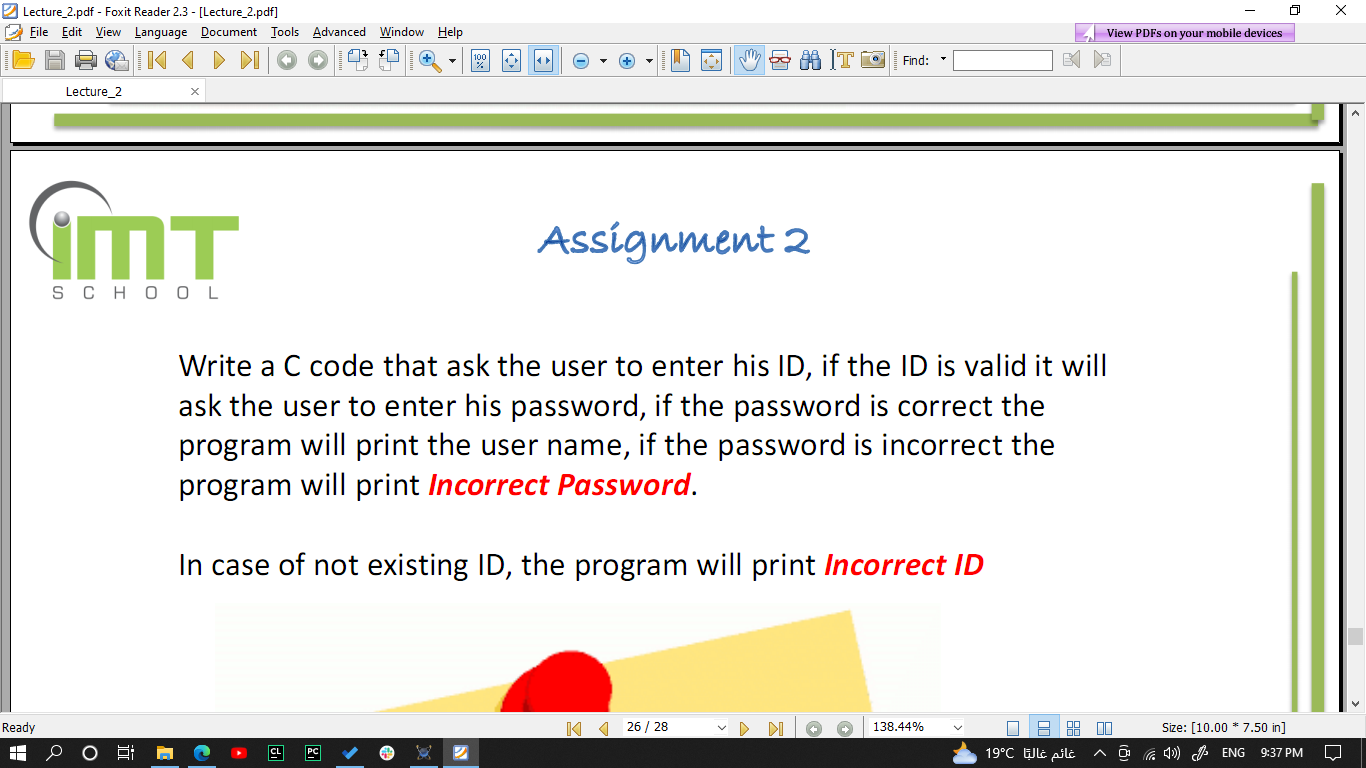 Lecture_2.pdf - Foxit Reader 2.3 - [Lecture_2.pdf]
File Edit View Language Document Tools Advanced Window Help
View PDFs on your mobile devices
100 %
Find:
Lecture_2
iMT
SCHOOL
Assignment 2
Write a C code that ask the user to enter his ID, if the ID is valid it will
ask the user to enter his password, if the password is correct the
program will print the user name, if the password is incorrect the
program will print Incorrect Password.
In case of not existing ID, the program will print Incorrect ID
Ready
26 / 28
138.44%
Size: [10.00 * 7.50 in]
CL
PC
19°C غائم غالبًا
ENG
9:37 PM